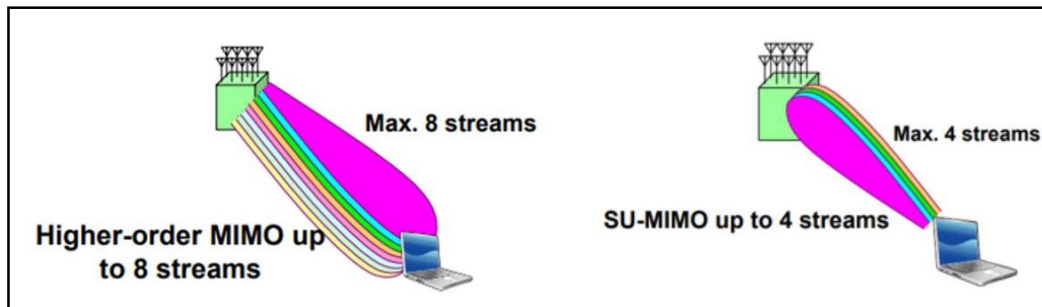 Max. 8 streams
Higher-order MIMO up
to 8 streams
Max. 4 streams
SU-MIMO up to 4 streams